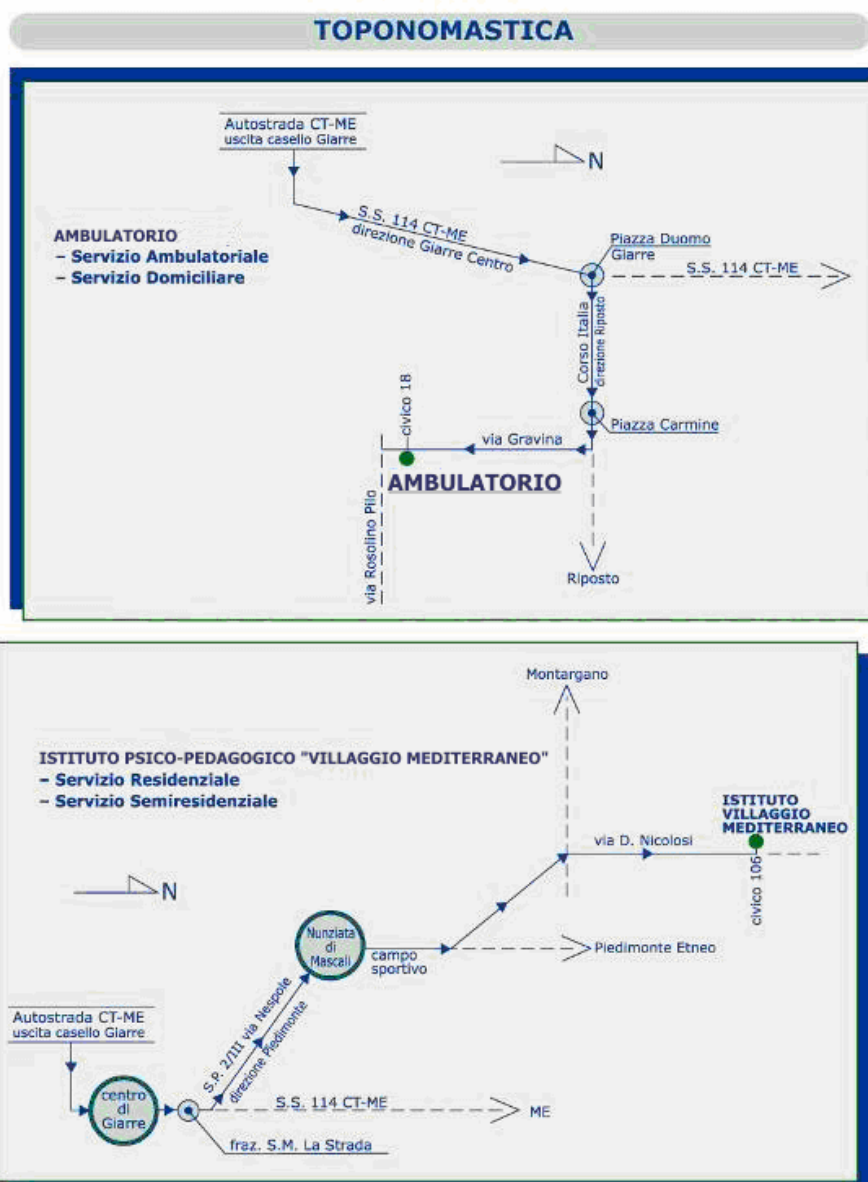 TOPONOMASTICA
Autostrada CT-ME
uscita casello Giarre
N
S.S. 114 CT-ME
direzione Giarre Centro
AMBULATORIO
– Servizio Ambulatoriale
– Servizio Domiciliare
Piazza Duomo
Giarre
S.S. 114 CT-ME
Corso Italia
direzione Riposto
civico 18
Piazza Carmine
via Gravina
AMBULATORIO
via Rosolino Pilo
Riposto
Montargano
ISTITUTO PSICO-PEDAGOGICO "VILLAGGIO MEDITERRANEO"
– Servizio Residenziale
– Servizio Semiresidenziale
ISTITUTO
VILLAGGIO
MEDITERRANEO
via D. Nicolosi
civico 106
N
Nunziata
di
Mascali
campo
sportivo
Piedimonte Etneo
S.P. 2/III via Nespole
direzione Piedimonte
Autostrada CT-ME
uscita casello Giarre
centro
di
Giarre
S.S. 114 CT-ME
ME
fraz. S.M. La Strada